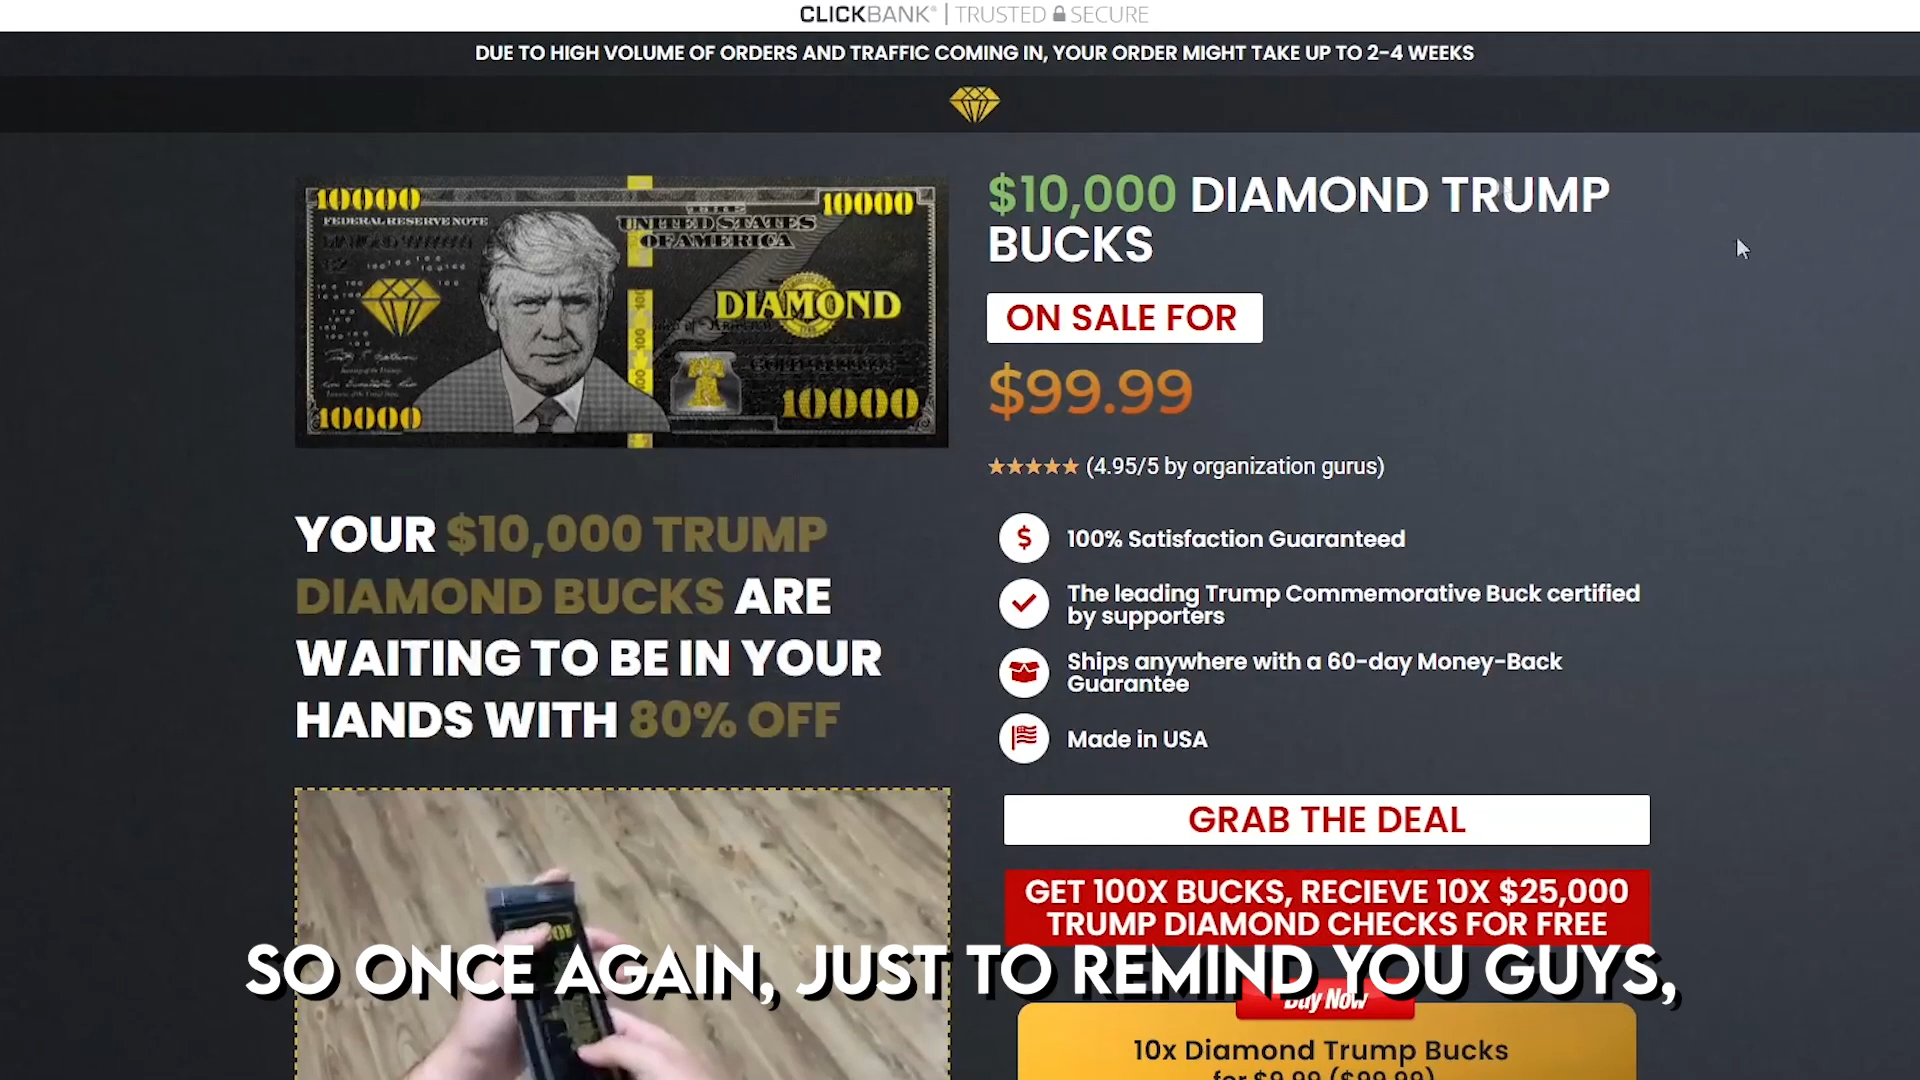 CLICKBANK® | TRUSTED SECURE
DUE TO HIGH VOLUME OF ORDERS AND TRAFFIC COMING IN, YOUR ORDER MIGHT TAKE UP TO 2-4 WEEKS
10000
10000
FEDERAL RESERVE NOTE
THE
UNITED STATES
OF AMERICA
DIAMOND
10000
10000
$10,000 DIAMOND TRUMP
BUCKS
ON SALE FOR
$99.99
★★★★★ (4.95/5 by organization gurus)
100% Satisfaction Guaranteed
The leading Trump Commemorative Buck certified
by supporters
Ships anywhere with a 60-day Money-Back
Guarantee
Made in USA
YOUR $10,000 TRUMP
DIAMOND BUCKS ARE
WAITING TO BE IN YOUR
HANDS WITH 80% OFF
GRAB THE DEAL
GET 100X BUCKS, RECIEVE 10X $25,000
TRUMP DIAMOND CHECKS FOR FREE
SO ONCE AGAIN, JUST TO REMIND YOU GUYS,
Buy Now
10x Diamond Trump Bucks
for $9.99 ($99.99)